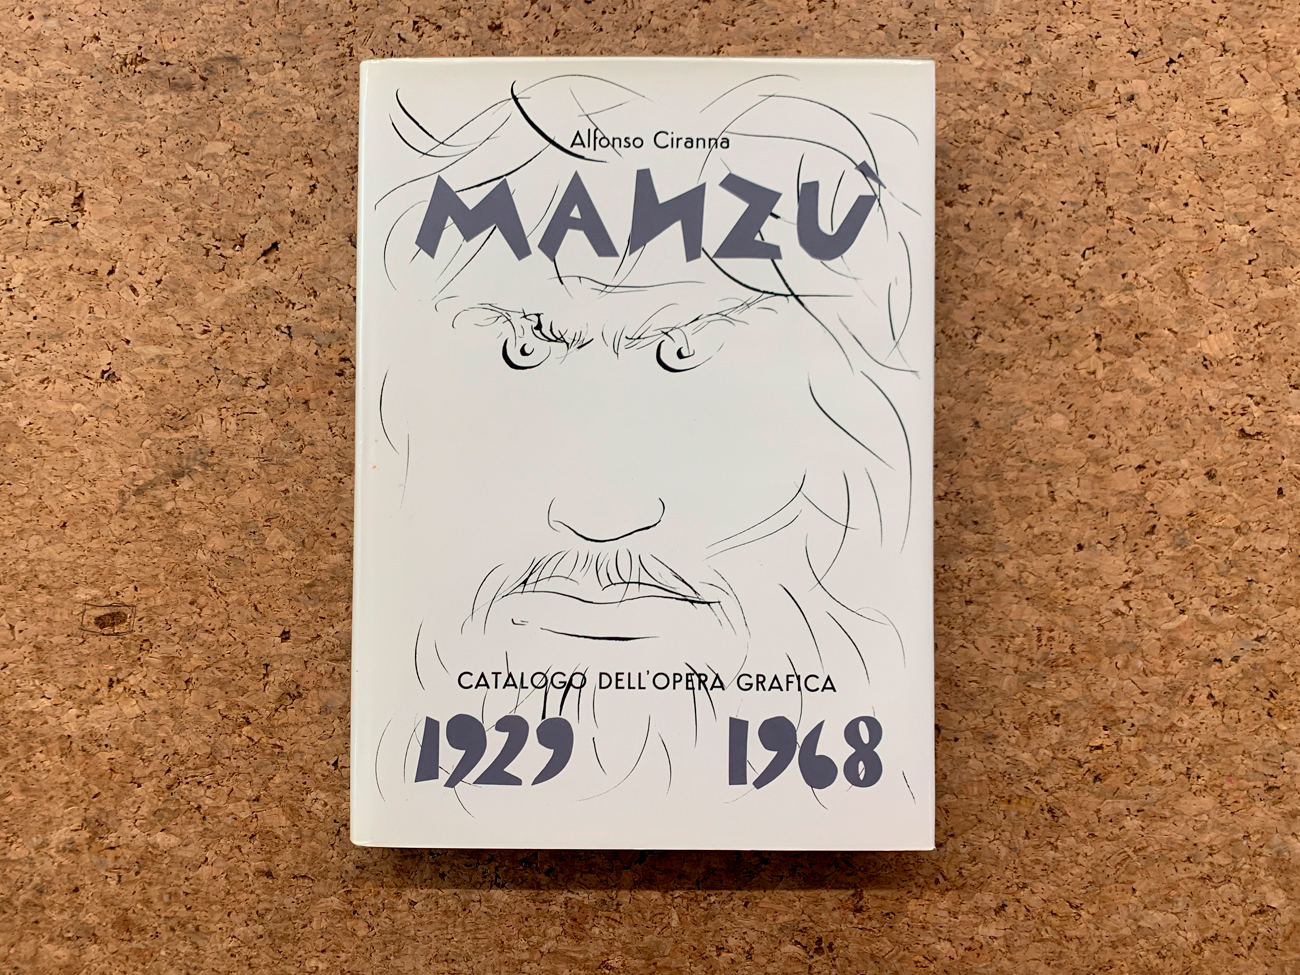 Alfonso Ciranna
MANZÙ
CATALOGO DELL'OPERA GRAFICA
1929 1968